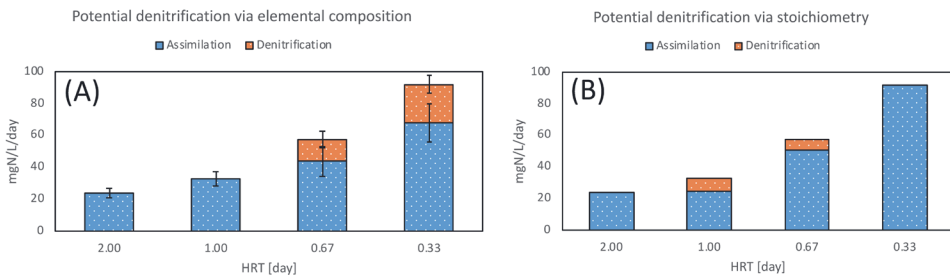 Potential denitrification via elemental composition
Assimilation Denitrification
(A)
mgN/L/day
100
80
60
40
20
0
2.00 1.00 0.67 0.33
HRT [day]
Potential denitrification via stoichiometry
Assimilation Denitrification
(B)
mgN/L/day
100
80
60
40
20
0
2.00 1.00 0.67 0.33
HRT [day]